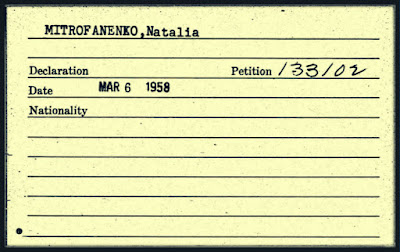 MITROFANENKO,Natalia
Declaration Petition 133102
Date MAR 6 1958
Nationality